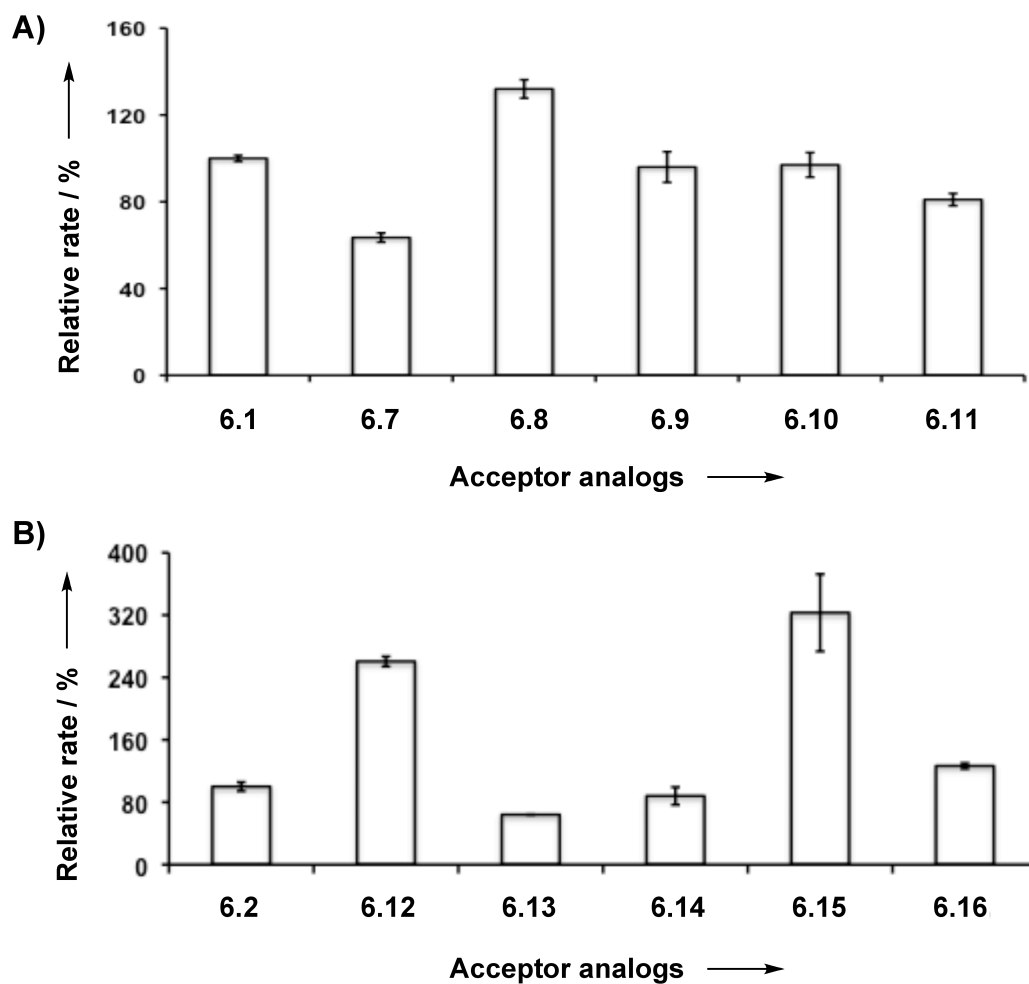 A)
Relative rate / %
160
120
80
40
0
6.1 6.7 6.8 6.9 6.10 6.11
Acceptor analogs
B)
Relative rate / %
400
320
240
160
80
0
6.2 6.12 6.13 6.14 6.15 6.16
Acceptor analogs